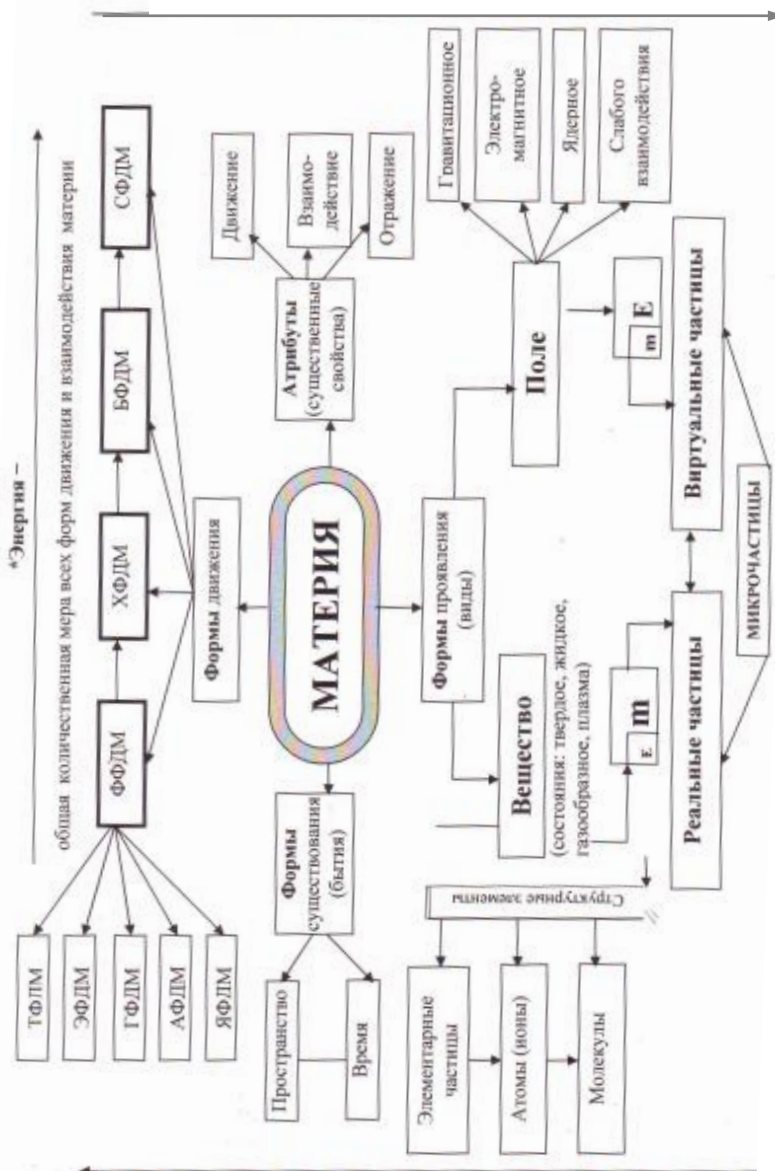 *Энергия –
общая количественная мера всех форм движения и взаимодействия материи
ТФДМ
ЭФДМ
ГФДМ
АФДМ
ЯФДМ
ФФДМ
ХФДМ
БФДМ
СФДМ
Формы движения
Пространство
Время
Формы
существования
(бытия)
МАТЕРИЯ
Атрибуты
(существенные
свойства)
Движение
Взаимо-
действие
Отражение
Формы проявления
(виды)
Вещество
(состояния: твердое, жидкое,
газообразное, плазма)
Поле
Гравитационное
Электро-
магнитное
Ядерное
Слабого
взаимодействия
Структурные элементы
Элементарные
частицы
Атомы (ионы)
Молекулы
E m
m E
Реальные частицы
Виртуальные частицы
МИКРОЧАСТИЦЫ